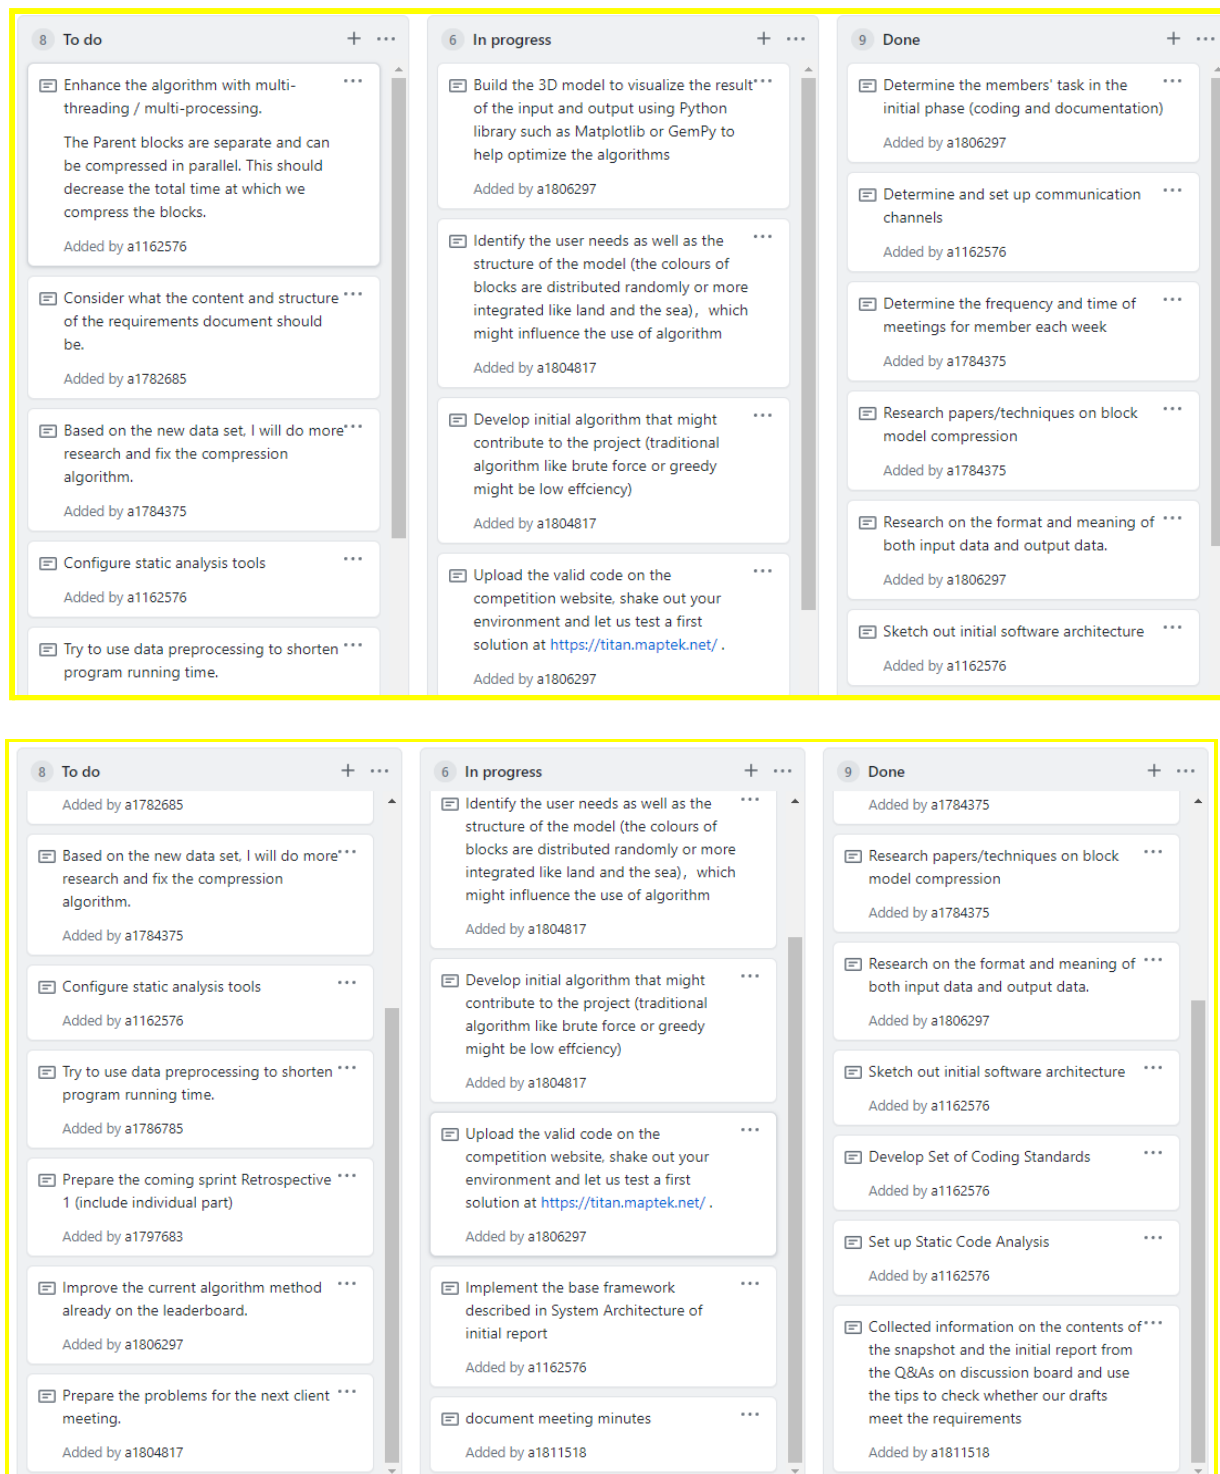 8 To do
Enhance the algorithm with multi-
threading / multi-processing.
The Parent blocks are separate and can
be compressed in parallel. This should
decrease the total time at which we
compress the blocks.
Added by a1162576
Consider what the content and structure
of the requirements document should
be.
Added by a1782685
Based on the new data set, I will do more
research and fix the compression
algorithm.
Added by a1784375
Configure static analysis tools
Added by a1162576
Try to use data preprocessing to shorten
program running time.
6 In progress
Build the 3D model to visualize the result
of the input and output using Python
library such as Matplotlib or GemPy to
help optimize the algorithms
Added by a1806297
Identify the user needs as well as the
structure of the model (the colours of
blocks are distributed randomly or more
integrated like land and the sea)，which
might influence the use of algorithm
Added by a1804817
Develop initial algorithm that might
contribute to the project (traditional
algorithm like brute force or greedy
might be low effciency)
Added by a1804817
Upload the valid code on the
competition website, shake out your
environment and let us test a first
solution at https://titan.maptek.net/ .
Added by a1806297
9 Done
Determine the members' task in the
initial phase (coding and documentation)
Added by a1806297
Determine and set up communication
channels
Added by a1162576
Determine the frequency and time of
meetings for member each week
Added by a1784375
Research papers/techniques on block
model compression
Added by a1784375
Research on the format and meaning of
both input data and output data.
Added by a1806297
Sketch out initial software architecture
Added by a1162576
8 To do
Added by a1782685
Based on the new data set, I will do more
research and fix the compression
algorithm.
Added by a1784375
Configure static analysis tools
Added by a1162576
Try to use data preprocessing to shorten
program running time.
Added by a1786785
Prepare the coming sprint Retrospective
1 (include individual part)
Added by a1797683
Improve the current algorithm method
already on the leaderboard.
Added by a1806297
Prepare the problems for the next client
meeting.
Added by a1804817
6 In progress
Identify the user needs as well as the
structure of the model (the colours of
blocks are distributed randomly or more
integrated like land and the sea)，which
might influence the use of algorithm
Added by a1804817
Develop initial algorithm that might
contribute to the project (traditional
algorithm like brute force or greedy
might be low effciency)
Added by a1804817
Upload the valid code on the
competition website, shake out your
environment and let us test a first
solution at https://titan.maptek.net/ .
Added by a1806297
Implement the base framework
described in System Architecture of
initial report
Added by a1162576
document meeting minutes
Added by a1811518
9 Done
Added by a1784375
Research papers/techniques on block
model compression
Added by a1784375
Research on the format and meaning of
both input data and output data.
Added by a1806297
Sketch out initial software architecture
Added by a1162576
Develop Set of Coding Standards
Added by a1162576
Set up Static Code Analysis
Added by a1162576
Collected information on the contents of
the snapshot and the initial report from
the Q&As on discussion board and use
the tips to check whether our drafts
meet the requirements
Added by a1811518